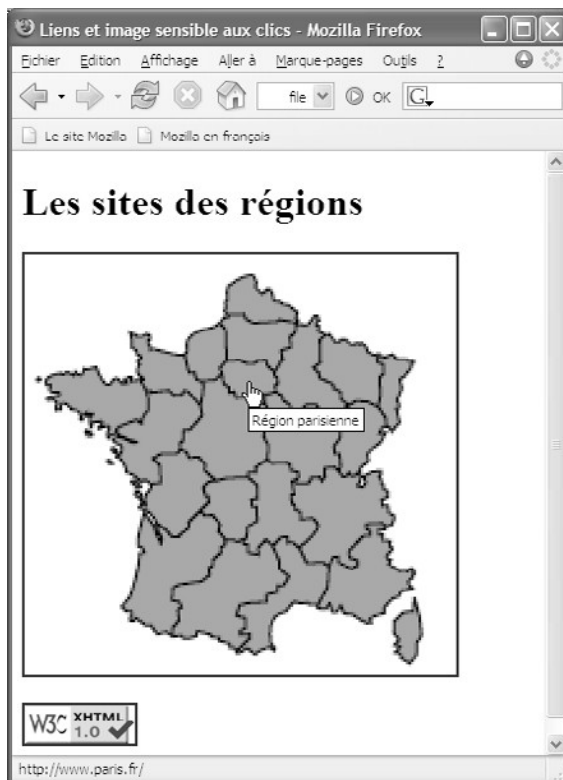 Liens et image sensible aux clics - Mozilla Firefox
Fichier Edition Affichage Aller à Marque-pages Outils ?
file OK G
Le site Mozilla Mozilla en français
Les sites des régions
Région parisienne
W3C XHTML 1.0
http://www.paris.fr/